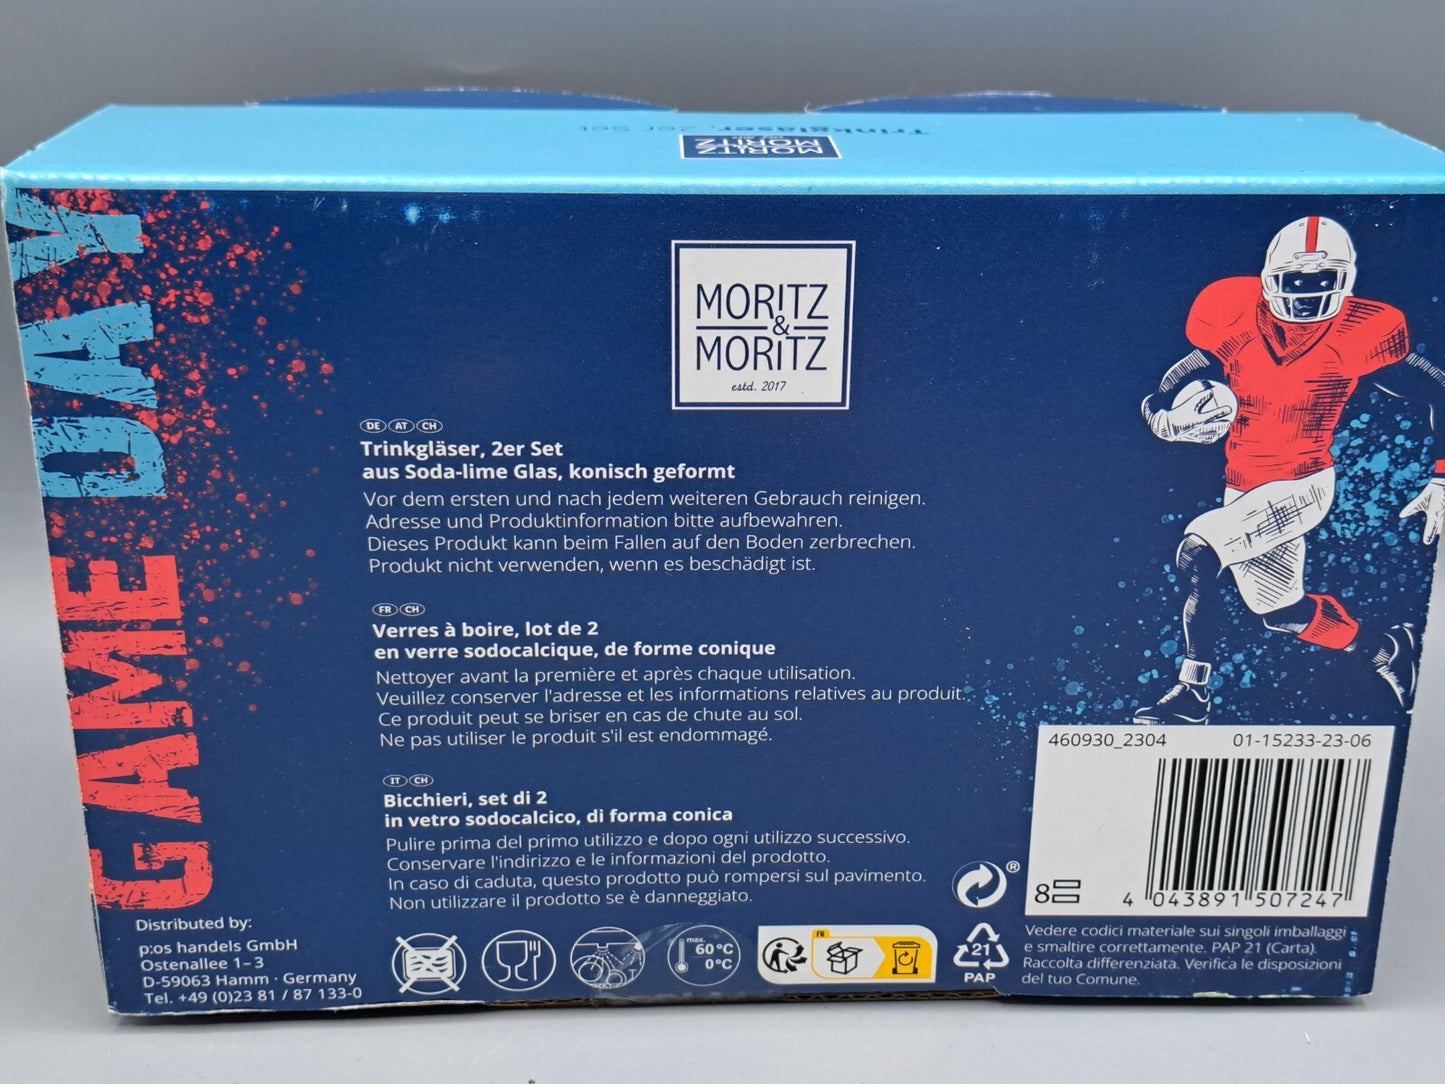 Trinkgläser, 2er Set
MORITZ
MORITZ
GAME DAY
MORITZ
&
MORITZ
estd. 2017
DE AT CH
Trinkgläser, 2er Set
aus Soda-lime Glas, konisch geformt
Vor dem ersten und nach jedem weiteren Gebrauch reinigen.
Adresse und Produktinformation bitte aufbewahren.
Dieses Produkt kann beim Fallen auf den Boden zerbrechen.
Produkt nicht verwenden, wenn es beschädigt ist.
FR CH
Verres à boire, lot de 2
en verre sodocalcique, de forme conique
Nettoyer avant la première et après chaque utilisation.
Veuillez conserver l'adresse et les informations relatives au produit.
Ce produit peut se briser en cas de chute au sol.
Ne pas utiliser le produit s'il est endommagé.
IT CH
Bicchieri, set di 2
in vetro sodocalcico, di forma conica
Pulire prima del primo utilizzo e dopo ogni utilizzo successivo.
Conservare l'indirizzo e le informazioni del prodotto.
In caso di caduta, questo prodotto può rompersi sul pavimento.
Non utilizzare il prodotto se è danneggiato.
Distributed by:
p:os handels GmbH
Ostenallee 1–3
D-59063 Hamm · Germany
Tel. +49 (0)23 81 / 87 133-0
max.
60 °C
0°C
FR
®
21
PAP
460930_2304 01-15233-23-06
8
4 043891 507247
Vedere codici materiale sui singoli imballaggi
e smaltire correttamente. PAP 21 (Carta).
Raccolta differenziata. Verifica le disposizioni
del tuo Comune.